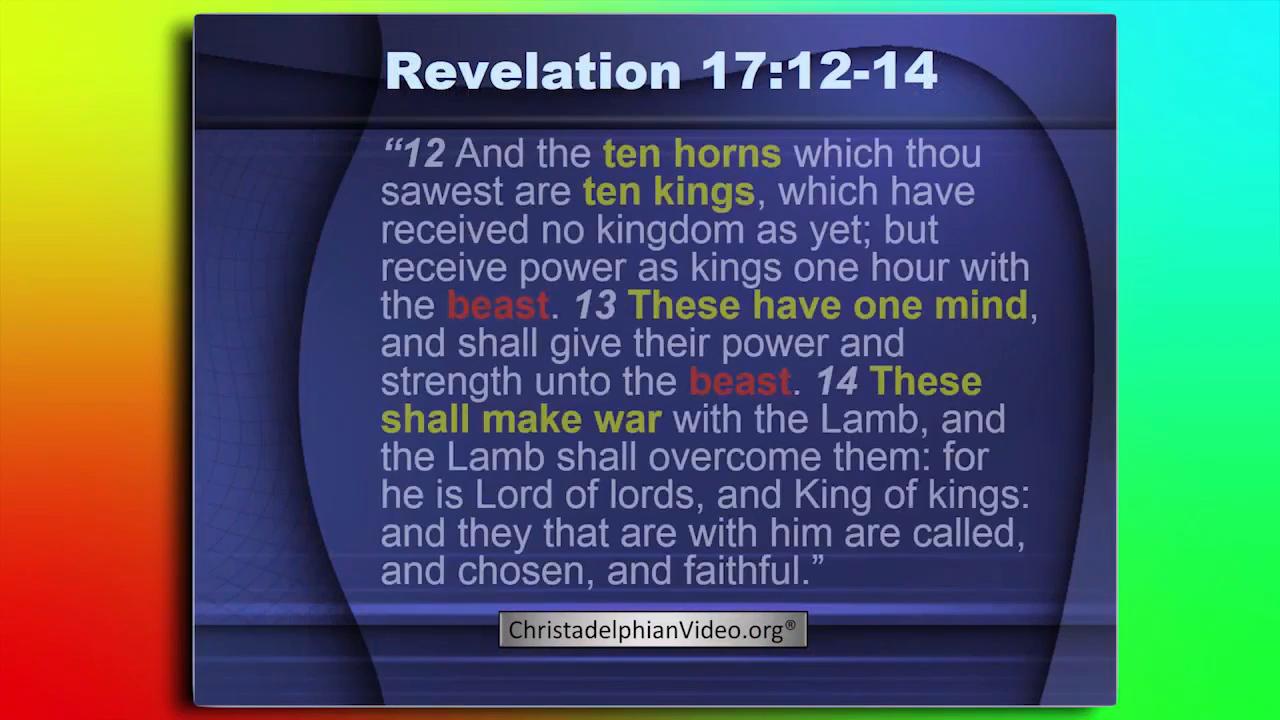 Revelation 17:12-14
“12 And the ten horns which thou
sawest are ten kings, which have
received no kingdom as yet; but
receive power as kings one hour with
the beast. 13 These have one mind,
and shall give their power and
strength unto the beast. 14 These
shall make war with the Lamb, and
the Lamb shall overcome them: for
he is Lord of lords, and King of kings:
and they that are with him are called,
and chosen, and faithful.”
ChristadelphianVideo.org®